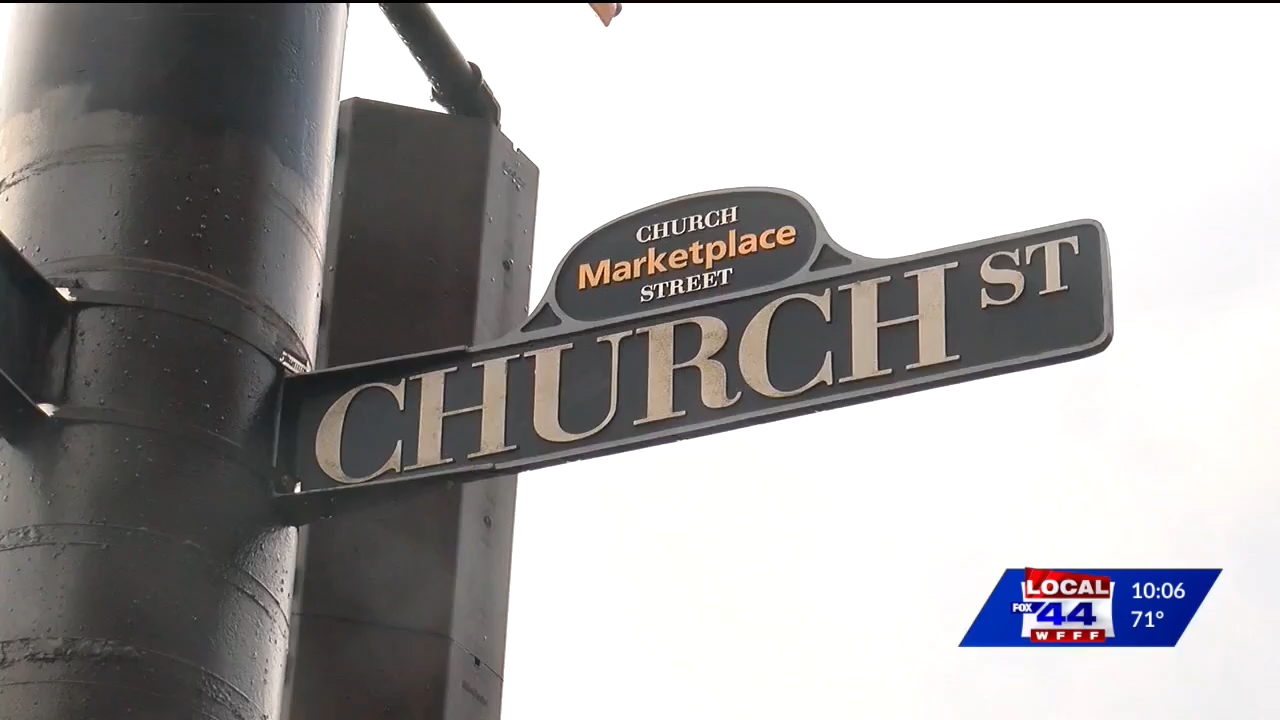 CHURCH
Marketplace
STREET
CHURCH ST
LOCAL
FOX 44
WFFF
10:06
71°